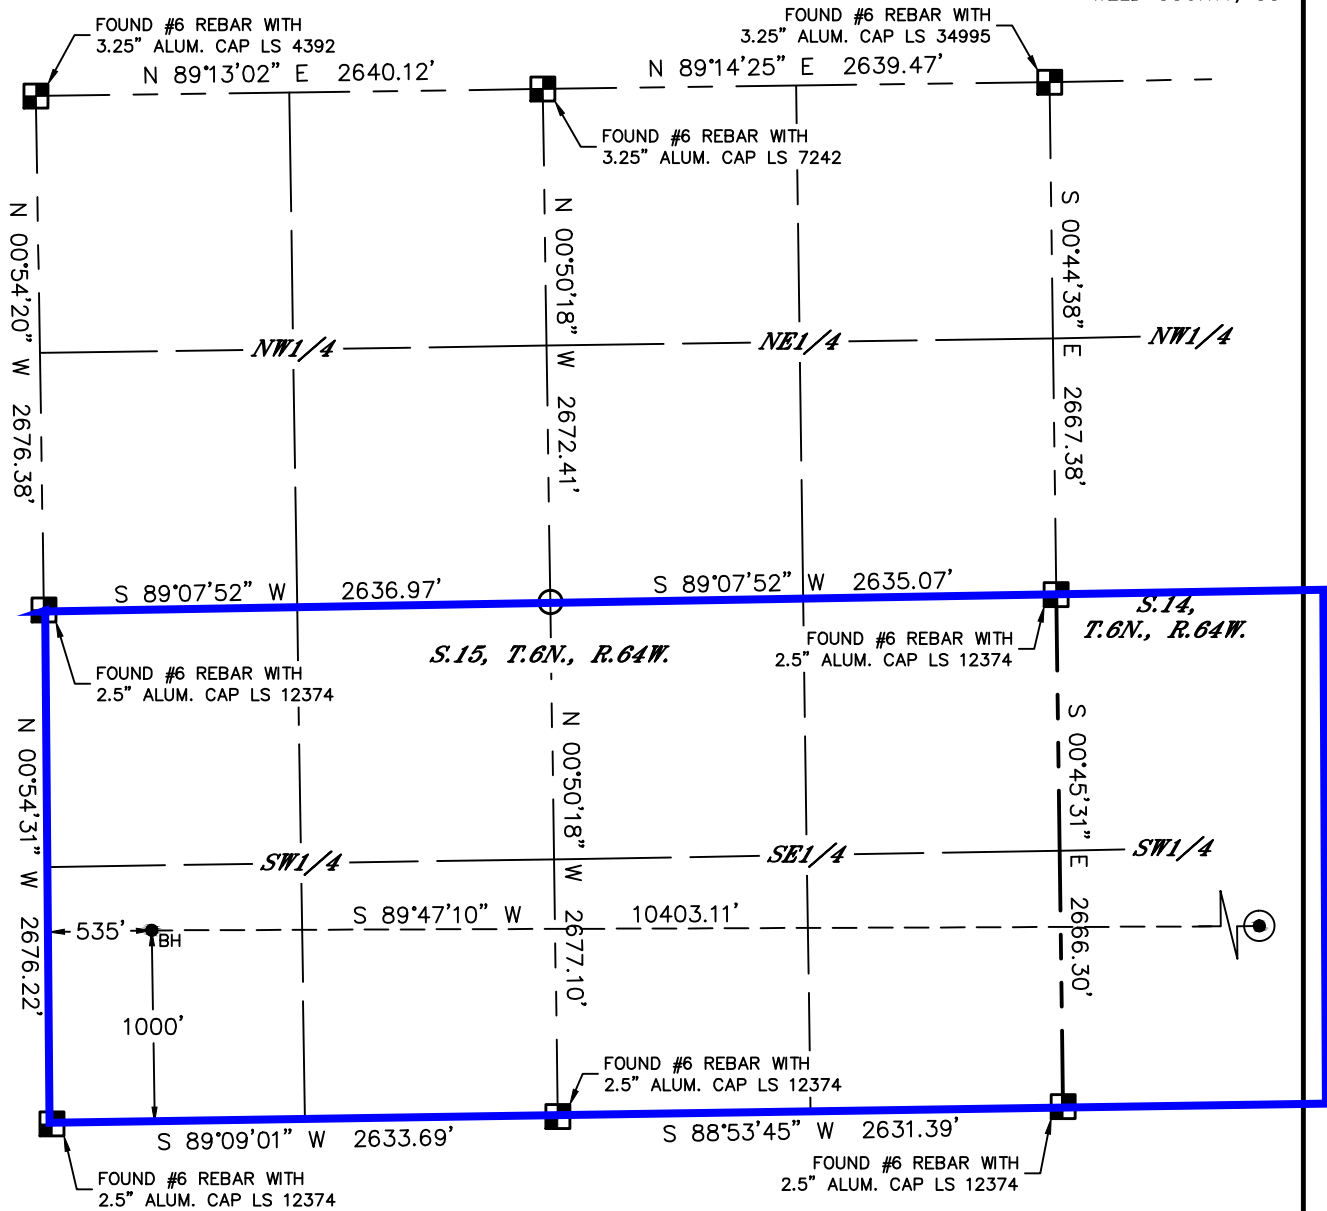 FOUND #6 REBAR WITH
3.25" ALUM. CAP LS 4392
FOUND #6 REBAR WITH
3.25" ALUM. CAP LS 34995
N 89°13'02" E 2640.12'
N 89°14'25" E 2639.47'
FOUND #6 REBAR WITH
3.25" ALUM. CAP LS 7242
N 00°54'20" W 2676.38'
N 00°50'18" W 2672.41'
S 00°44'38" E 2667.38'
NW1/4
NE1/4
NW1/4
S 89°07'52" W 2636.97'
S 89°07'52" W 2635.07'
S.14,
T.6N., R.64W.
S.15, T.6N., R.64W.
FOUND #6 REBAR WITH
2.5" ALUM. CAP LS 12374
FOUND #6 REBAR WITH
2.5" ALUM. CAP LS 12374
N 00°54'31" W 2676.22'
N 00°50'18" W 2677.10'
S 00°45'31" E 2666.30'
SW1/4
SE1/4
SW1/4
S 89°47'10" W 10403.11'
535'
BH
1000'
FOUND #6 REBAR WITH
2.5" ALUM. CAP LS 12374
S 89°09'01" W 2633.69'
S 88°53'45" W 2631.39'
FOUND #6 REBAR WITH
2.5" ALUM. CAP LS 12374
FOUND #6 REBAR WITH
2.5" ALUM. CAP LS 12374